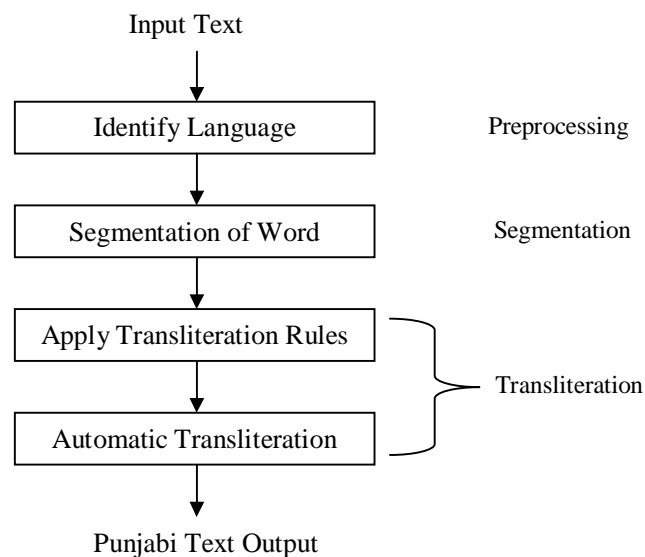 Input Text
Identify Language
Preprocessing
Segmentation of Word
Segmentation
Apply Transliteration Rules
Transliteration
Automatic Transliteration
Punjabi Text Output